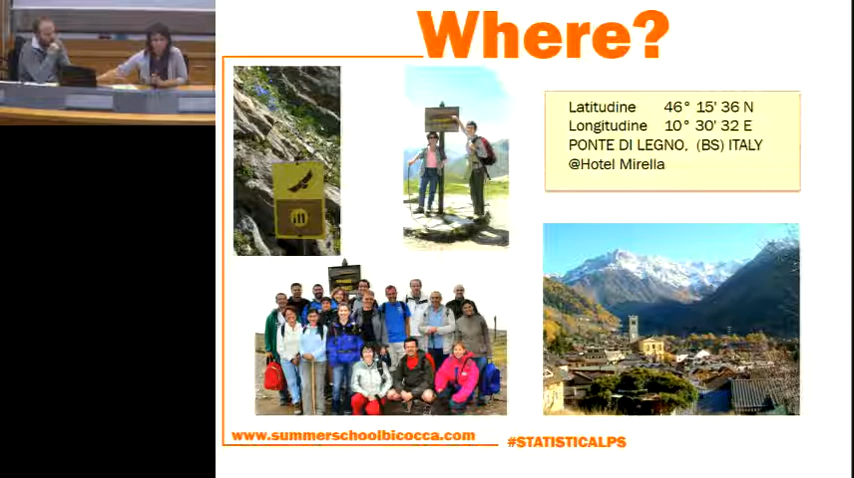 Where?
Latitudine 46° 15' 36 N
Longitudine 10° 30' 32 E
PONTE DI LEGNO, (BS) ITALY
@Hotel Mirella
www.summerschoolbicocca.com
#STATISTICALPS